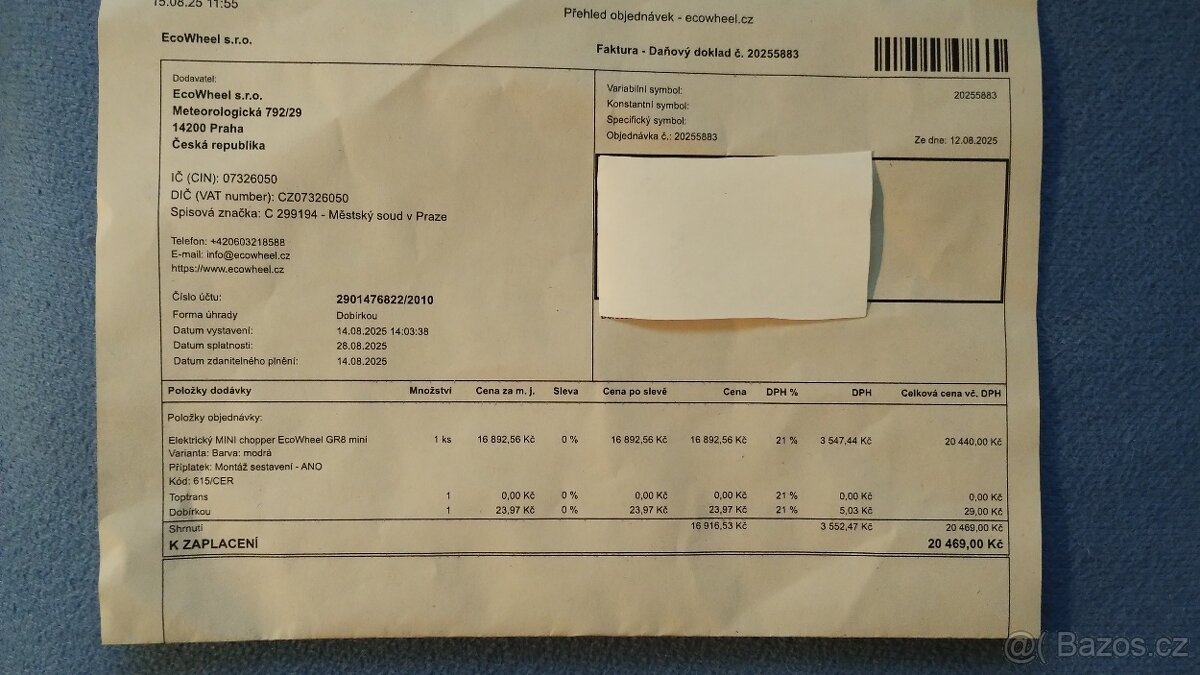 15.08.25 11:55
Přehled objednávek - ecowheel.cz
EcoWheel s.r.o.
Faktura - Daňový doklad č. 20255883
Dodavatel:
EcoWheel s.r.o.
Meteorologická 792/29
14200 Praha
Česká republika
IČ (CIN): 07326050
DIČ (VAT number): CZ07326050
Spisová značka: C 299194 - Městský soud v Praze
Telefon: +420603218588
E-mail: info@ecowheel.cz
https://www.ecowheel.cz
Číslo účtu: 2901476822/2010
Forma úhrady Dobírkou
Datum vystavení: 14.08.2025 14:03:38
Datum splatnosti: 28.08.2025
Datum zdanitelného plnění: 14.08.2025
Variabilní symbol: 20255883
Konstantní symbol:
Specifický symbol:
Objednávka č.: 20255883 Ze dne: 12.08.2025
Položky dodávky Množství Cena za m. j. Sleva Cena po slevě Cena DPH % DPH Celková cena vč. DPH
Položky objednávky:
Elektrický MINI chopper EcoWheel GR8 mini 1 ks 16 892,56 Kč 0 % 16 892,56 Kč 16 892,56 Kč 21 % 3 547,44 Kč 20 440,00 Kč
Varianta: Barva: modrá
Příplatek: Montáž sestavení - ANO
Kód: 615/CER
Toptrans 1 0,00 Kč 0 % 0,00 Kč 0,00 Kč 21 % 0,00 Kč 0,00 Kč
Dobírkou 1 23,97 Kč 0 % 23,97 Kč 23,97 Kč 21 % 5,03 Kč 29,00 Kč
Shrnutí 16 916,53 Kč 3 552,47 Kč 20 469,00 Kč
K ZAPLACENÍ 20 469,00 Kč
@( Bazos.cz